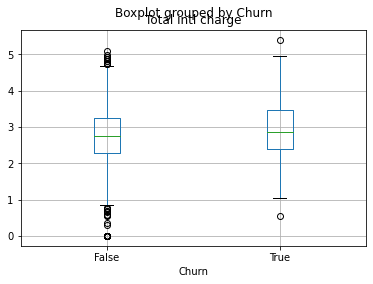 Boxplot grouped by Churn
Total intl charge
5
4
3
2
1
0
False
True
Churn